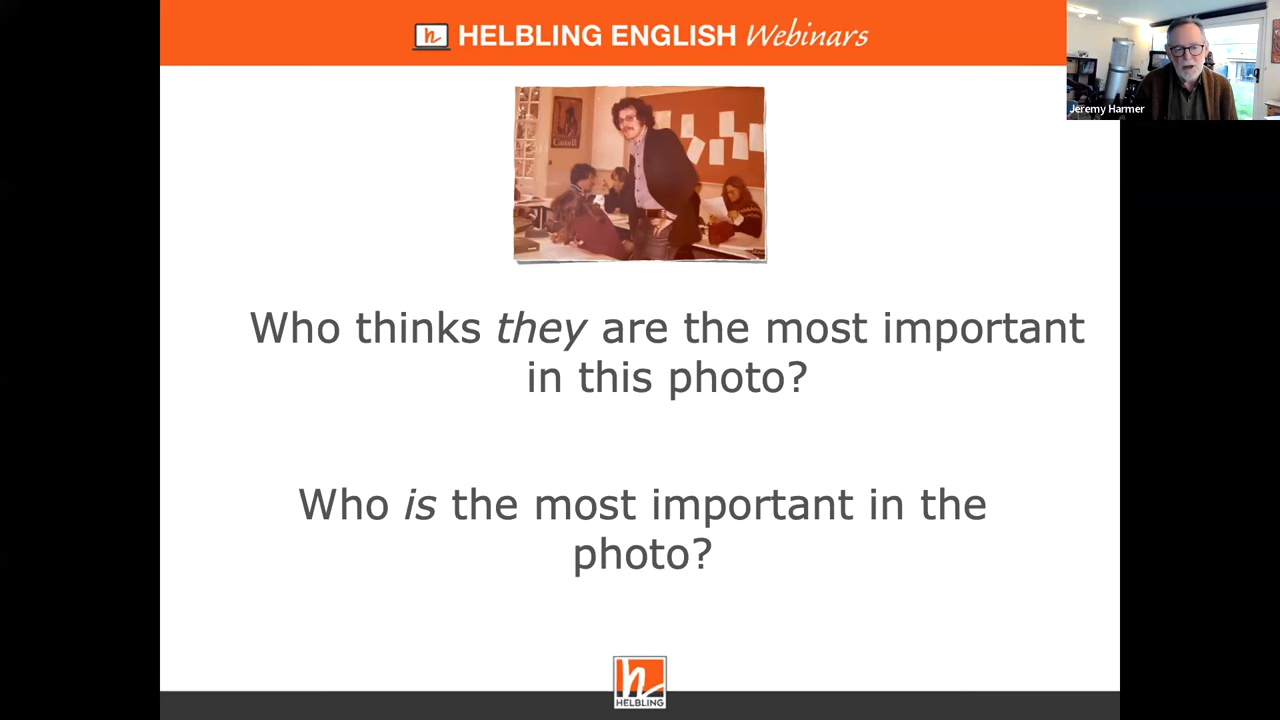 HELBLING ENGLISH Webinars
Jeremy Harmer
Canada
Who thinks they are the most important
in this photo?
Who is the most important in the
photo?
HELBLING